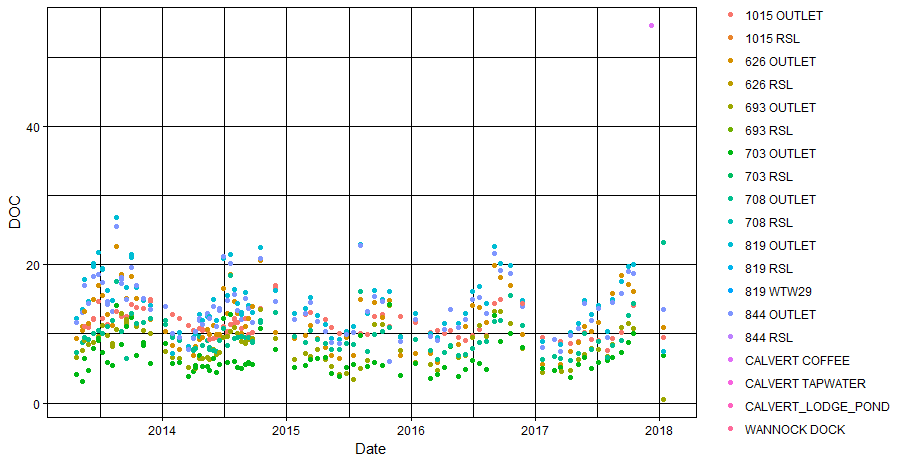 DOC
40
20
0
2014
2015
2016
2017
2018
Date
1015 OUTLET
1015 RSL
626 OUTLET
626 RSL
693 OUTLET
693 RSL
703 OUTLET
703 RSL
708 OUTLET
708 RSL
819 OUTLET
819 RSL
819 WTW29
844 OUTLET
844 RSL
CALVERT COFFEE
CALVERT TAPWATER
CALVERT_LODGE_POND
WANNOCK DOCK